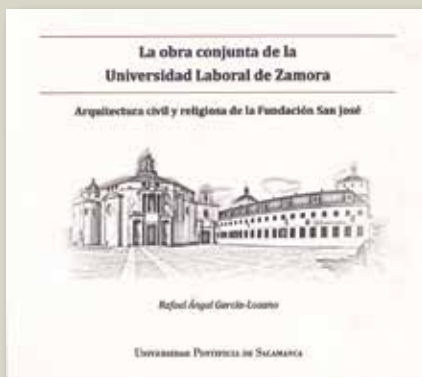 La obra conjunta de la
Universidad Laboral de Zamora
Arquitectura civil y religiosa de la Fundación San José
Rafael Ángel García-Lozano
Universidad Pontificia de Salamanca